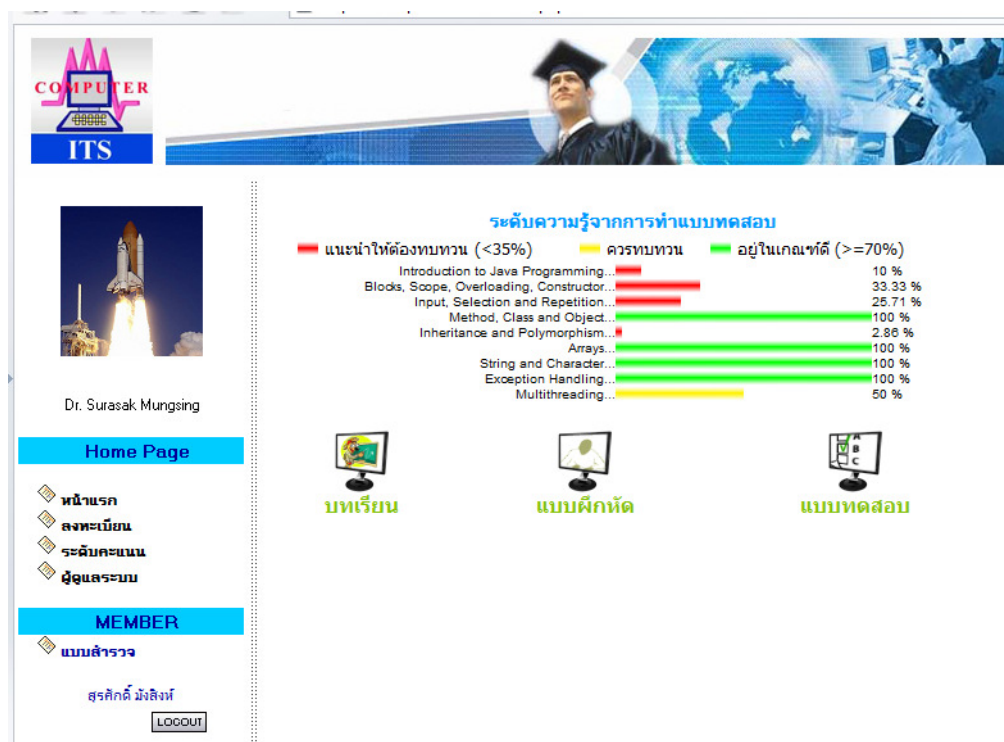 COMPUTER
ITS
ระดับความรู้จากการทำแบบทดสอบ
แนะนำให้ต้องทบทวน (<35%) ควรทบทวน อยู่ในเกณฑ์ดี (>=70%)
Introduction to Java Programming... 10 %
Blocks, Scope, Overloading, Constructor... 33.33 %
Input, Selection and Repetition... 25.71 %
Method, Class and Object... 100 %
Inheritance and Polymorphism... 2.86 %
Arrays... 100 %
String and Character... 100 %
Exception Handling... 100 %
Multithreading... 50 %
A
B
C
บทเรียน แบบฝึกหัด แบบทดสอบ
Dr. Surasak Mungsing
Home Page
หน้าแรก
ลงทะเบียน
ระดับคะแนน
ผู้ดูแลระบบ
MEMBER
แบบสำรวจ
สุรศักดิ์ มังสิงห์
LOGOUT